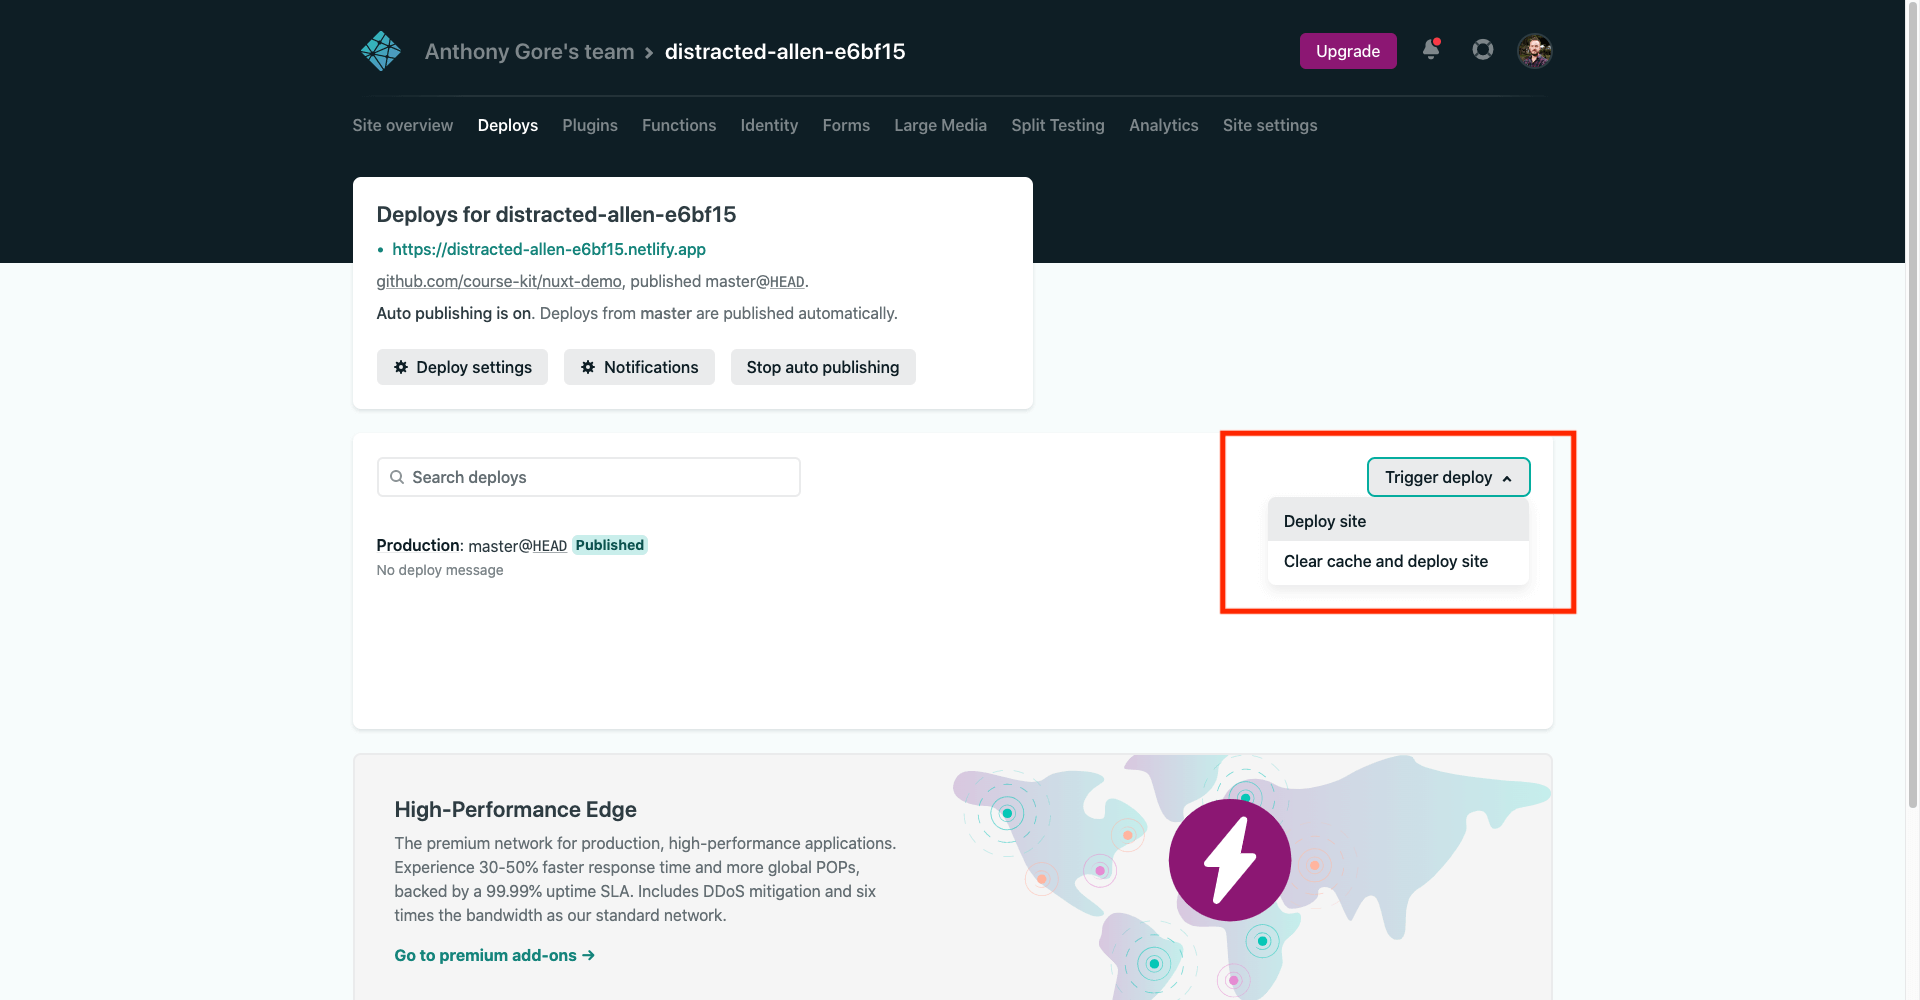 Anthony Gore's team > distracted-allen-e6bf15
Upgrade
Site overview Deploys Plugins Functions Identity Forms Large Media Split Testing Analytics Site settings
Deploys for distracted-allen-e6bf15
• https://distracted-allen-e6bf15.netlify.app
github.com/course-kit/nuxt-demo, published master@HEAD.
Auto publishing is on. Deploys from master are published automatically.
Deploy settings Notifications Stop auto publishing
Search deploys
Trigger deploy
Deploy site
Clear cache and deploy site
Production: master@HEAD Published
No deploy message
High-Performance Edge
The premium network for production, high-performance applications.
Experience 30-50% faster response time and more global POPs,
backed by a 99.99% uptime SLA. Includes DDoS mitigation and six
times the bandwidth as our standard network.
Go to premium add-ons →